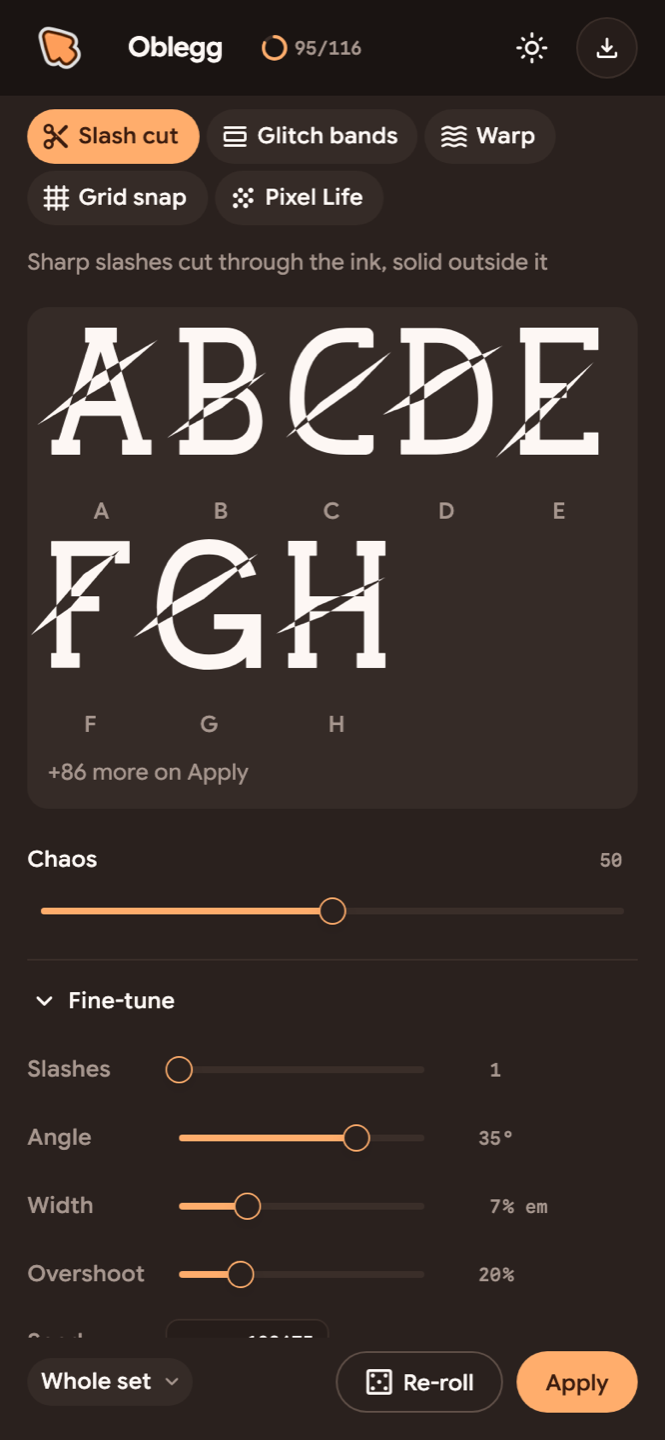 Oblegg 95/116
Slash cut Glitch bands Warp
Grid snap Pixel Life
Sharp slashes cut through the ink, solid outside it
A B C D E
A B C D E
F G H
F G H
+86 more on Apply
Chaos 50
Fine-tune
Slashes 1
Angle 35°
Width 7% em
Overshoot 20%
Whole set Re-roll Apply